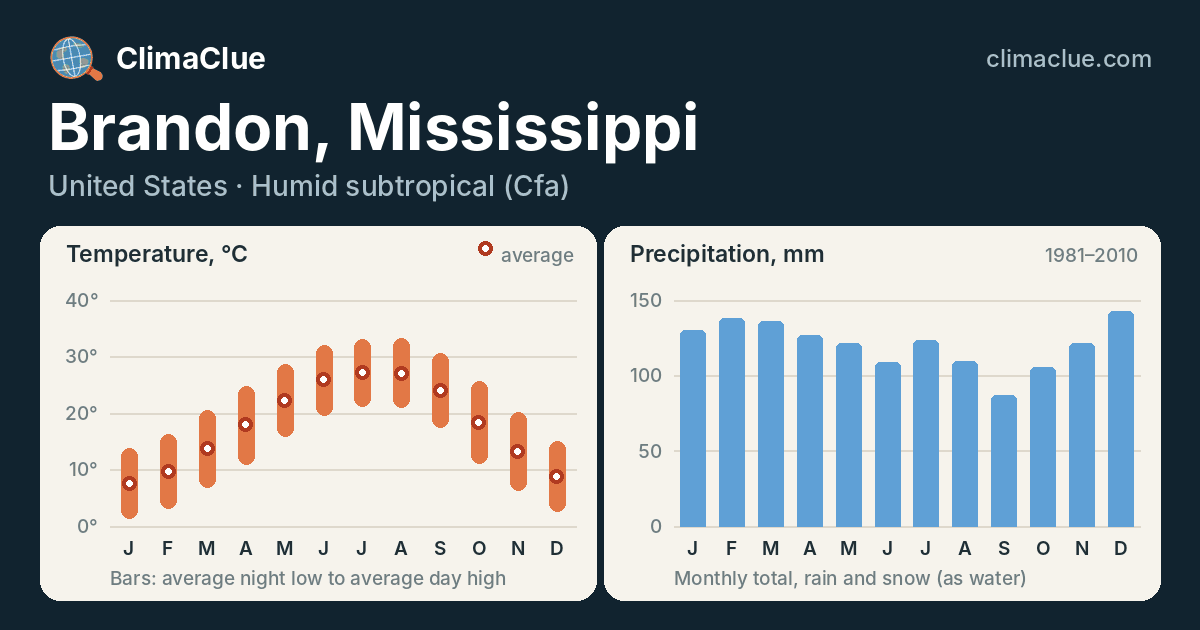 ClimaClue
climaclue.com
Brandon, Mississippi
United States · Humid subtropical (Cfa)
Temperature, °C
average
40°
30°
20°
10°
0°
J F M A M J J A S O N D
Bars: average night low to average day high
Precipitation, mm
1981–2010
150
100
50
0
J F M A M J J A S O N D
Monthly total, rain and snow (as water)